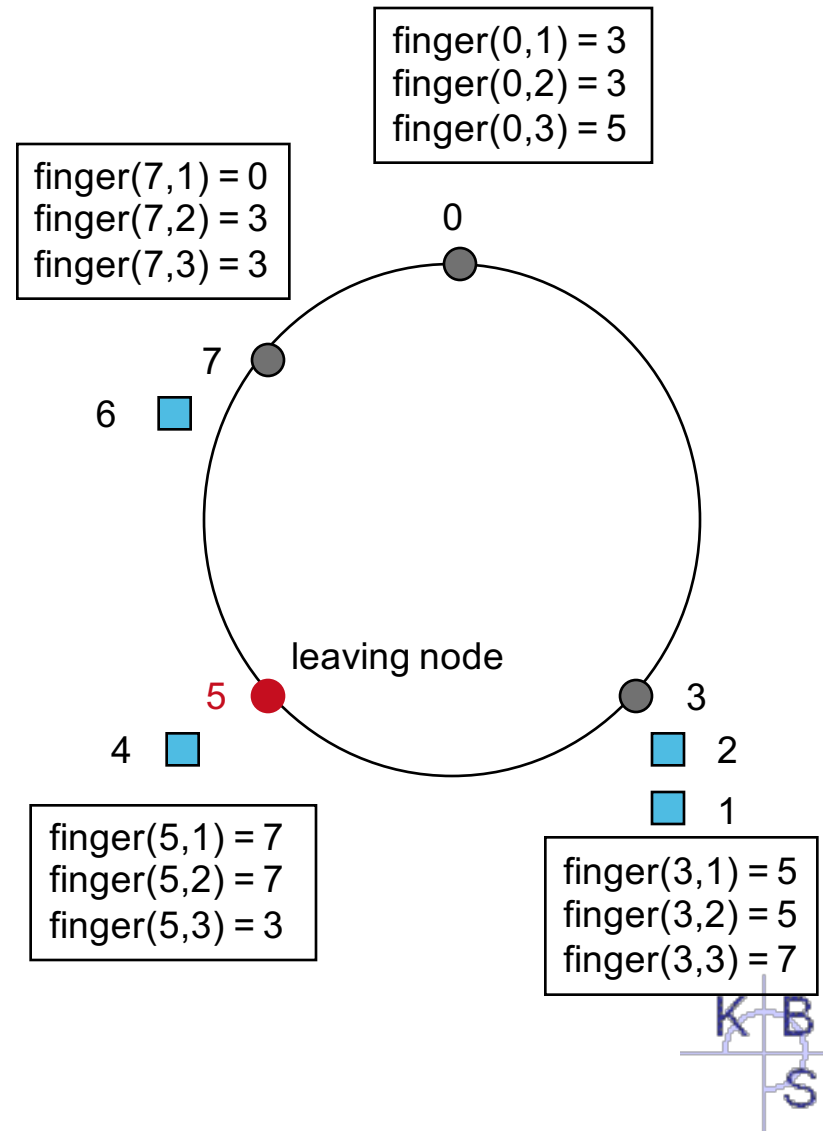 finger(0,1) = 3
finger(0,2) = 3
finger(0,3) = 5
finger(7,1) = 0
finger(7,2) = 3
finger(7,3) = 3
0
7
6
leaving node
5
3
4
2
1
finger(5,1) = 7
finger(5,2) = 7
finger(5,3) = 3
finger(3,1) = 5
finger(3,2) = 5
finger(3,3) = 7
K B
S